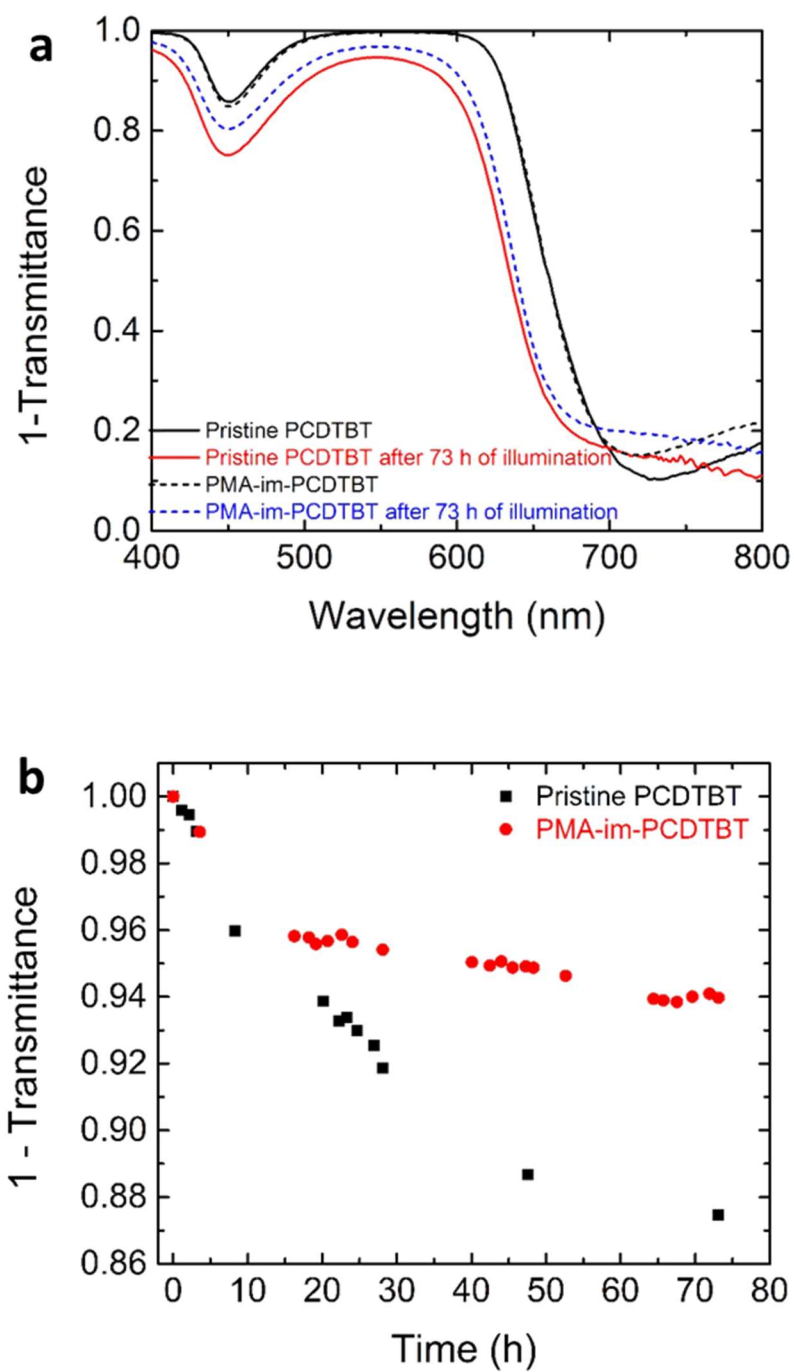 a
1-Transmittance
1.0
0.8
0.6
0.4
0.2
0.0
Pristine PCDTBT
Pristine PCDTBT after 73 h of illumination
PMA-im-PCDTBT
PMA-im-PCDTBT after 73 h of illumination
400 500 600 700 800
Wavelength (nm)
b
1 - Transmittance
1.00
0.98
0.96
0.94
0.92
0.90
0.88
0.86
Pristine PCDTBT
PMA-im-PCDTBT
0 10 20 30 40 50 60 70 80
Time (h)